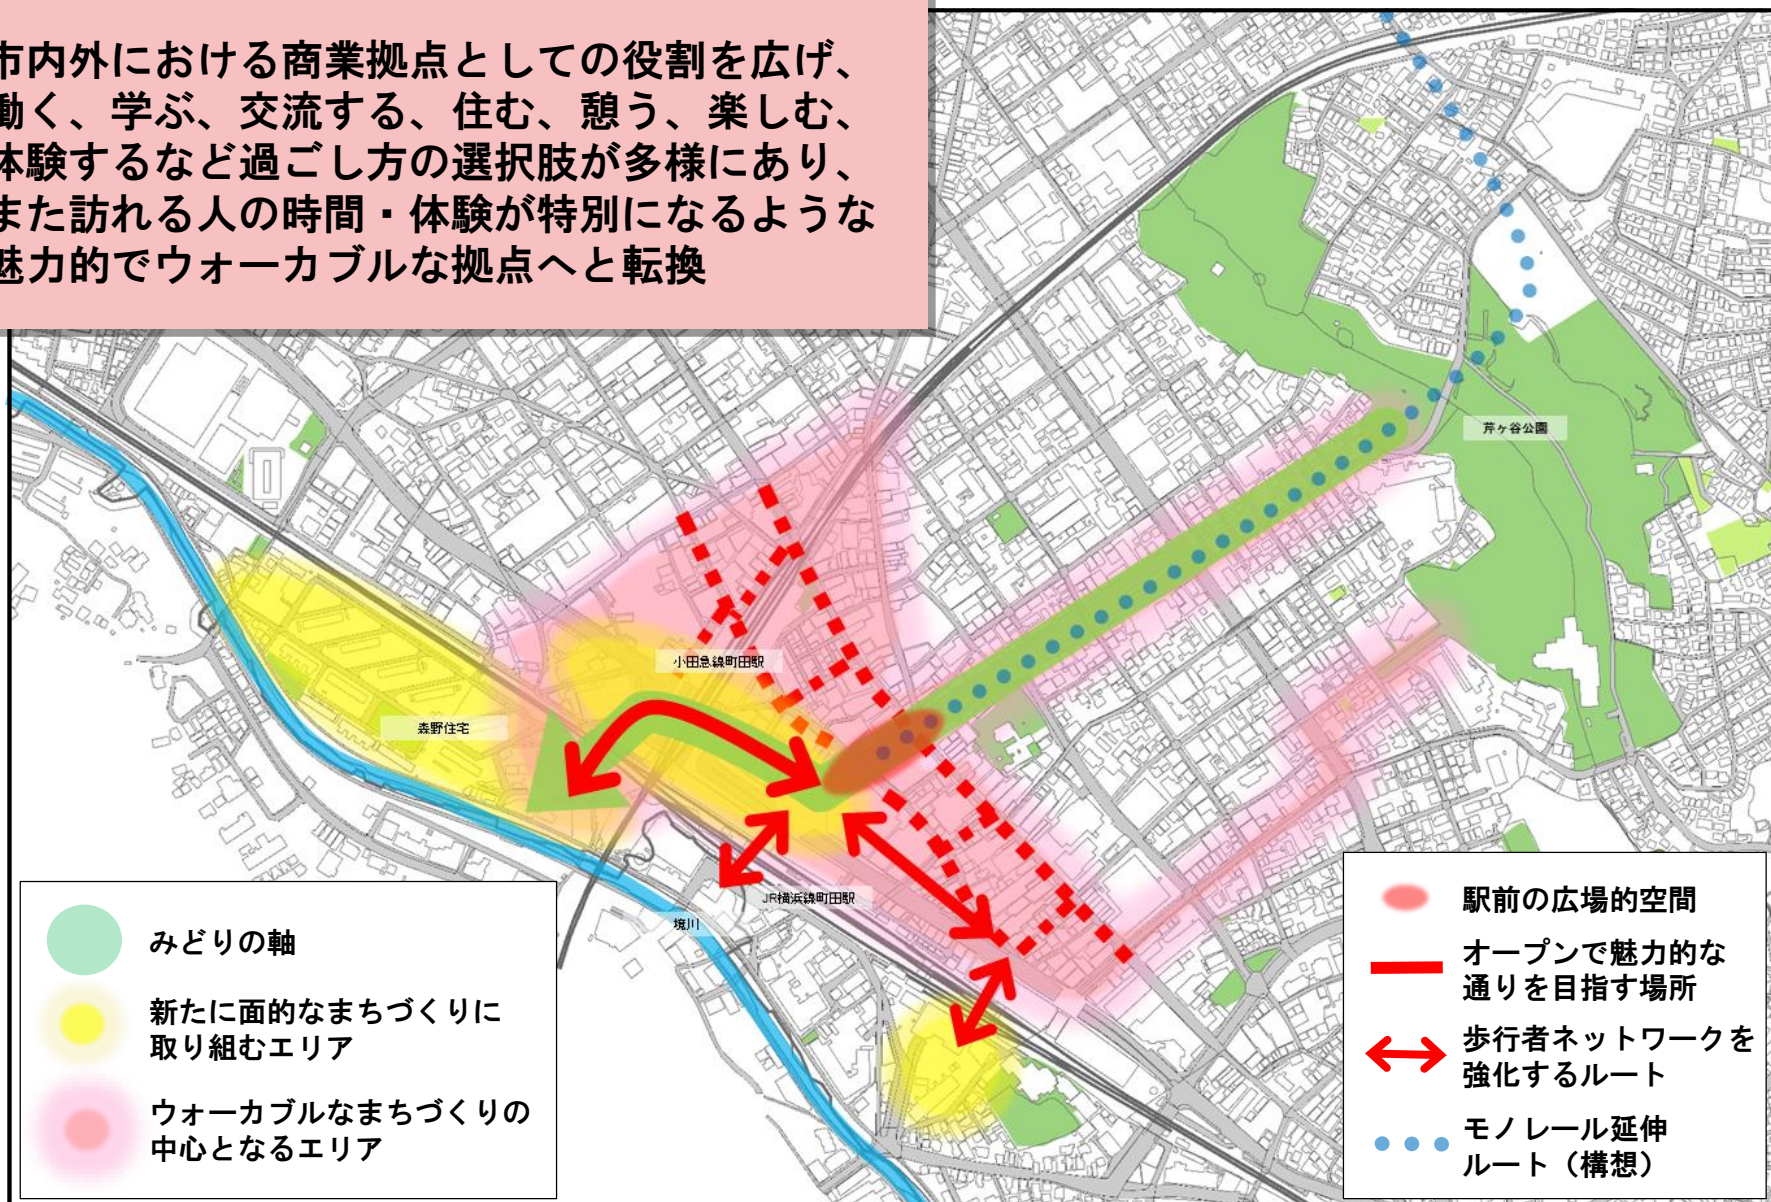 市内外における商業拠点としての役割を広げ、
働く、学ぶ、交流する、住む、憩う、楽しむ、
体験するなど過ごし方の選択肢が多様にあり、
また訪れる人の時間・体験が特別になるような
魅力的でウォーカブルな拠点へと転換
芹ヶ谷公園
小田急線町田駅
森野住宅
JR横浜線町田駅
境川
みどりの軸
新たに面的なまちづくりに
取り組むエリア
ウォーカブルなまちづくりの
中心となるエリア
駅前の広場的空間
オープンで魅力的な
通りを目指す場所
歩行者ネットワークを
強化するルート
モノレール延伸
ルート（構想）